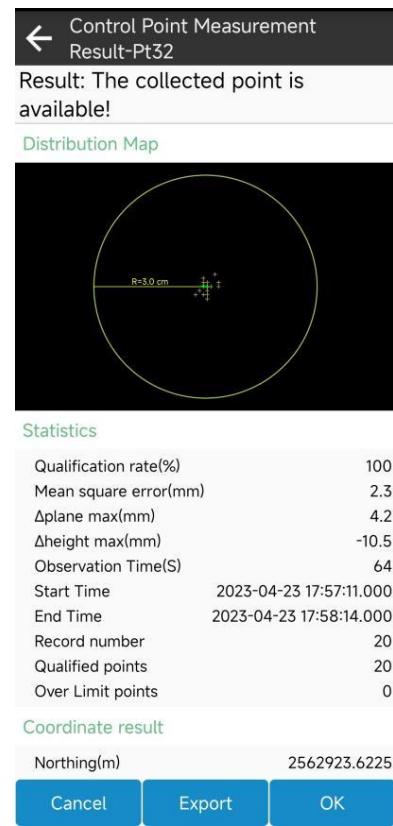 Control Point Measurement
Result-Pt32
Result: The collected point is
available!
Distribution Map
R=3.0 cm
Statistics
Qualification rate(%) 100
Mean square error(mm) 2.3
Δplane max(mm) 4.2
Δheight max(mm) -10.5
Observation Time(S) 64
Start Time 2023-04-23 17:57:11.000
End Time 2023-04-23 17:58:14.000
Record number 20
Qualified points 20
Over Limit points 0
Coordinate result
Northing(m) 2562923.6225
Cancel Export OK